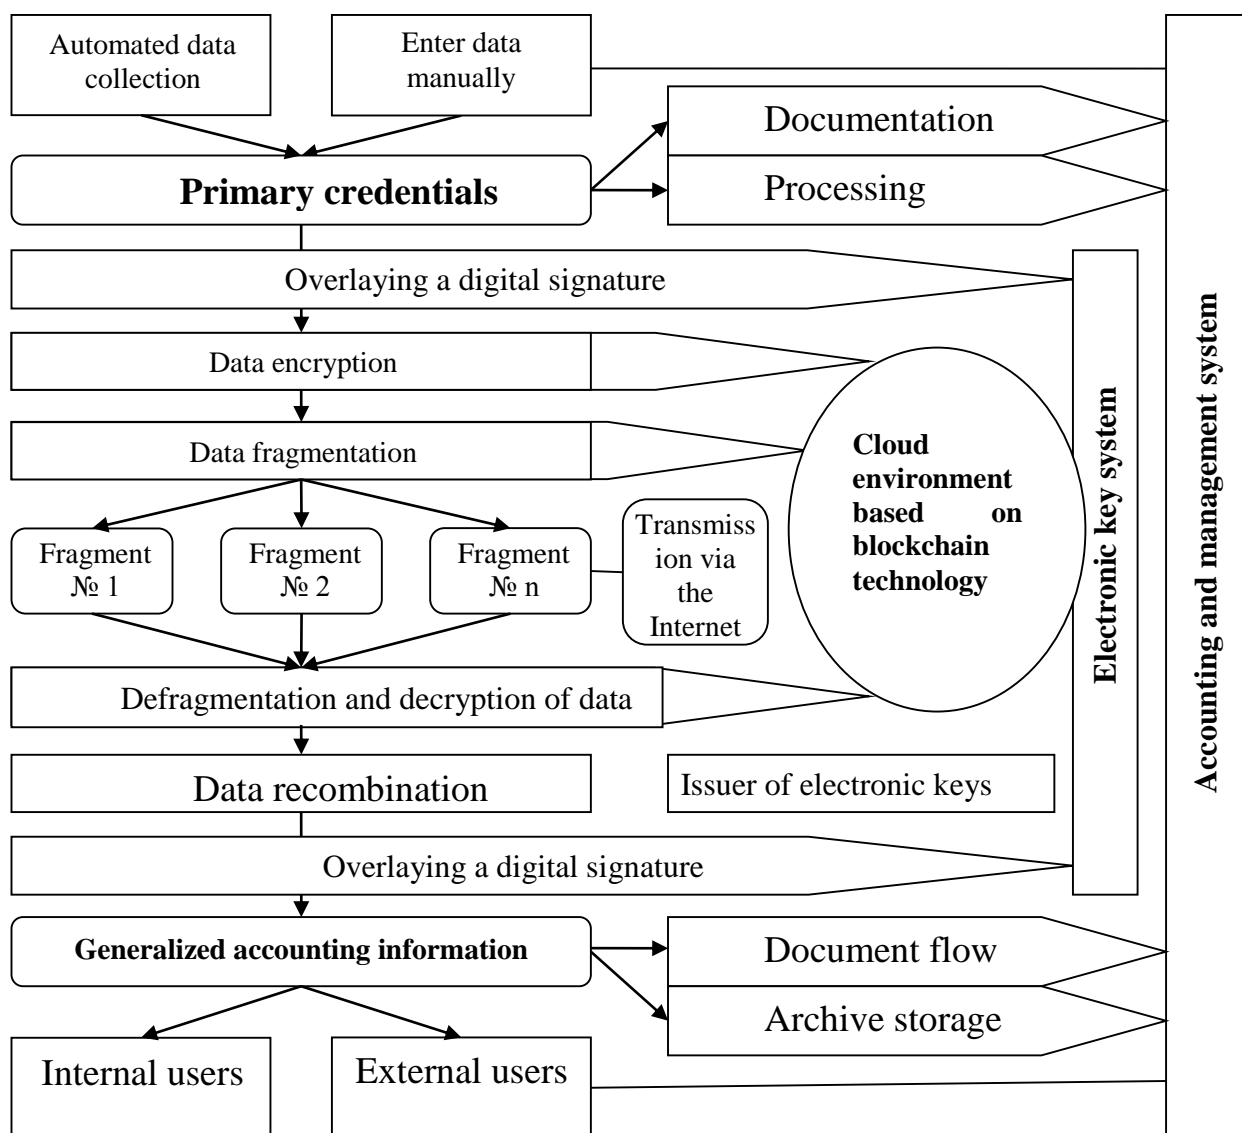 Automated data
collection
Enter data
manually
Documentation
Primary credentials
Processing
Overlaying a digital signature
Data encryption
Data fragmentation
Cloud
environment
based on
blockchain
technology
Electronic key system
Accounting and management system
Fragment
№ 1
Fragment
№ 2
Fragment
№ n
Transmiss
ion via
the
Internet
Defragmentation and decryption of data
Data recombination
Issuer of electronic keys
Overlaying a digital signature
Generalized accounting information
Document flow
Archive storage
Internal users
External users